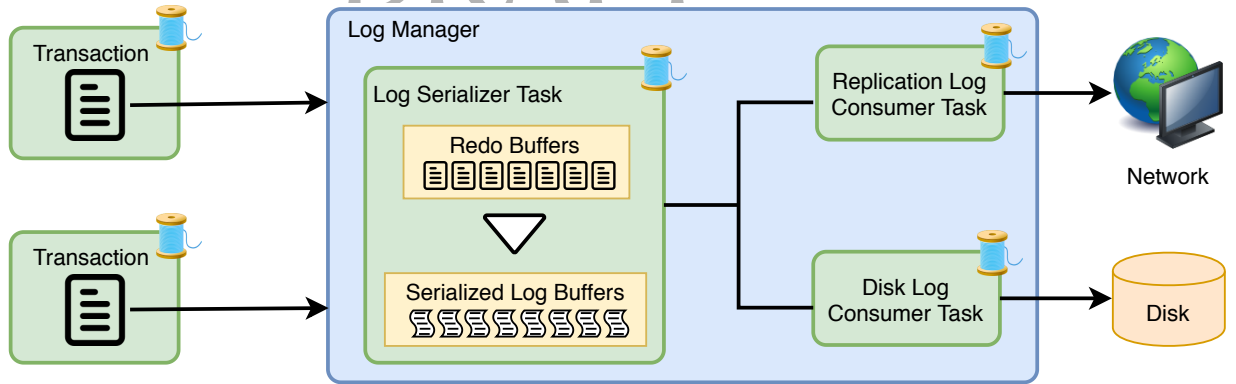 Log Manager
Transaction
Log Serializer Task
Redo Buffers
Serialized Log Buffers
Transaction
Replication Log
Consumer Task
Network
Disk Log
Consumer Task
Disk